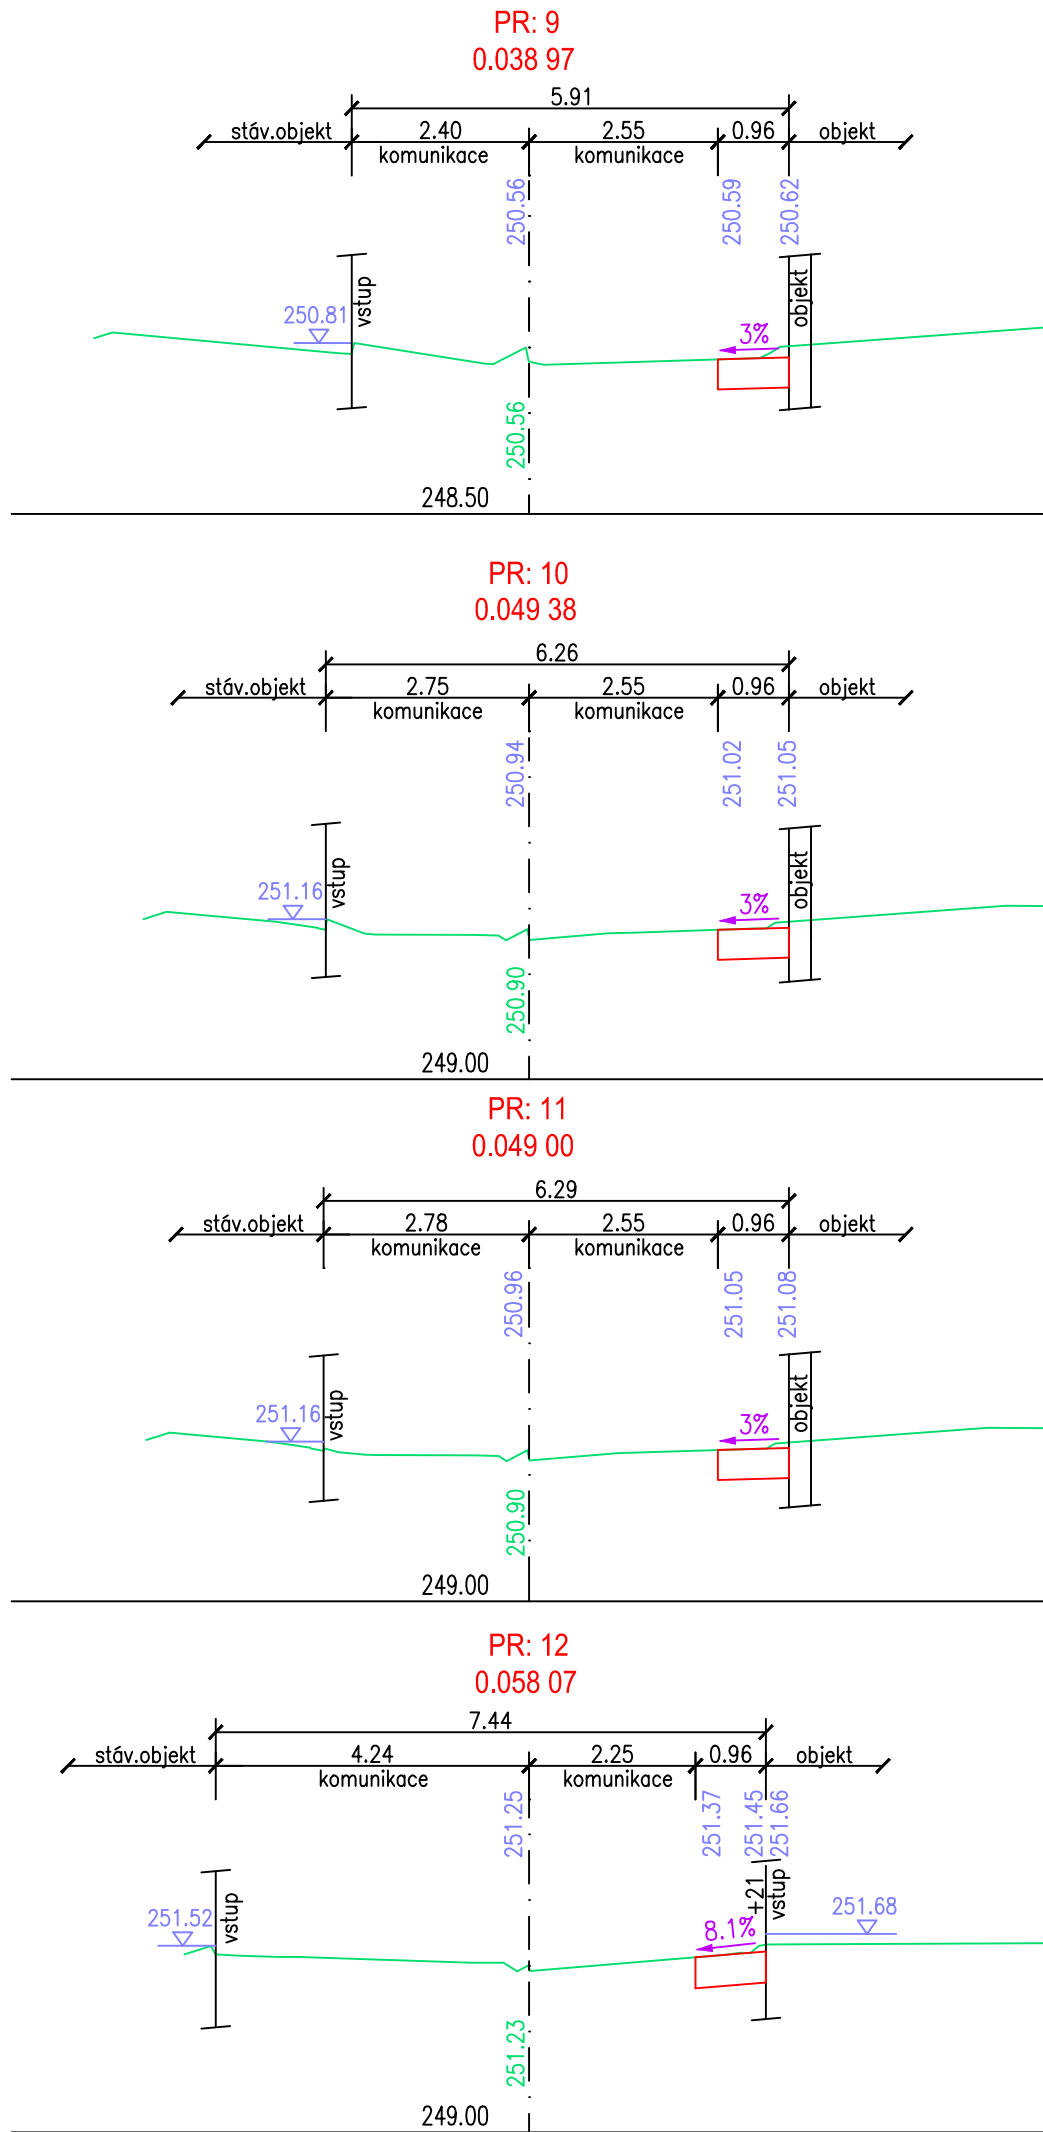 PR: 9
0.038 97
5.91
stáv.objekt
2.40
2.55
0.96
objekt
komunikace
komunikace
250.56
250.59
250.62
250.81
vstup
objekt
3%
250.56
248.50
PR: 10
0.049 38
6.26
stáv.objekt
2.75
2.55
0.96
objekt
komunikace
komunikace
250.94
251.02
251.05
251.16
vstup
objekt
3%
250.90
249.00
PR: 11
0.049 00
6.29
stáv.objekt
2.78
2.55
0.96
objekt
komunikace
komunikace
250.96
251.05
251.08
251.16
vstup
objekt
3%
250.90
249.00
PR: 12
0.058 07
7.44
stáv.objekt
4.24
2.25
0.96
objekt
komunikace
komunikace
251.25
251.37
251.45
251.66
251.52
vstup
+21
vstup
251.68
8.1%
251.23
249.00